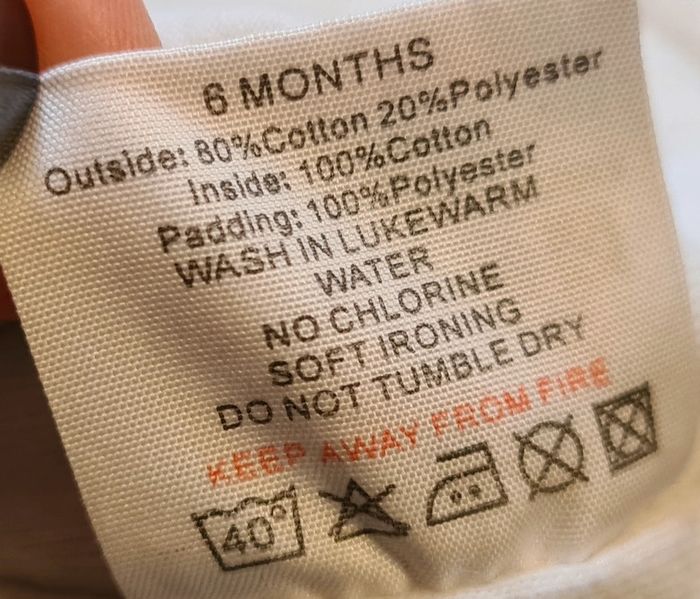 6 MONTHS
Outside: 80%Cotton 20%Polyester
Inside: 100%Cotton
Padding: 100%Polyester
WASH IN LUKEWARM
WATER
NO CHLORINE
SOFT IRONING
DO NOT TUMBLE DRY
KEEP AWAY FROM FIRE
40°